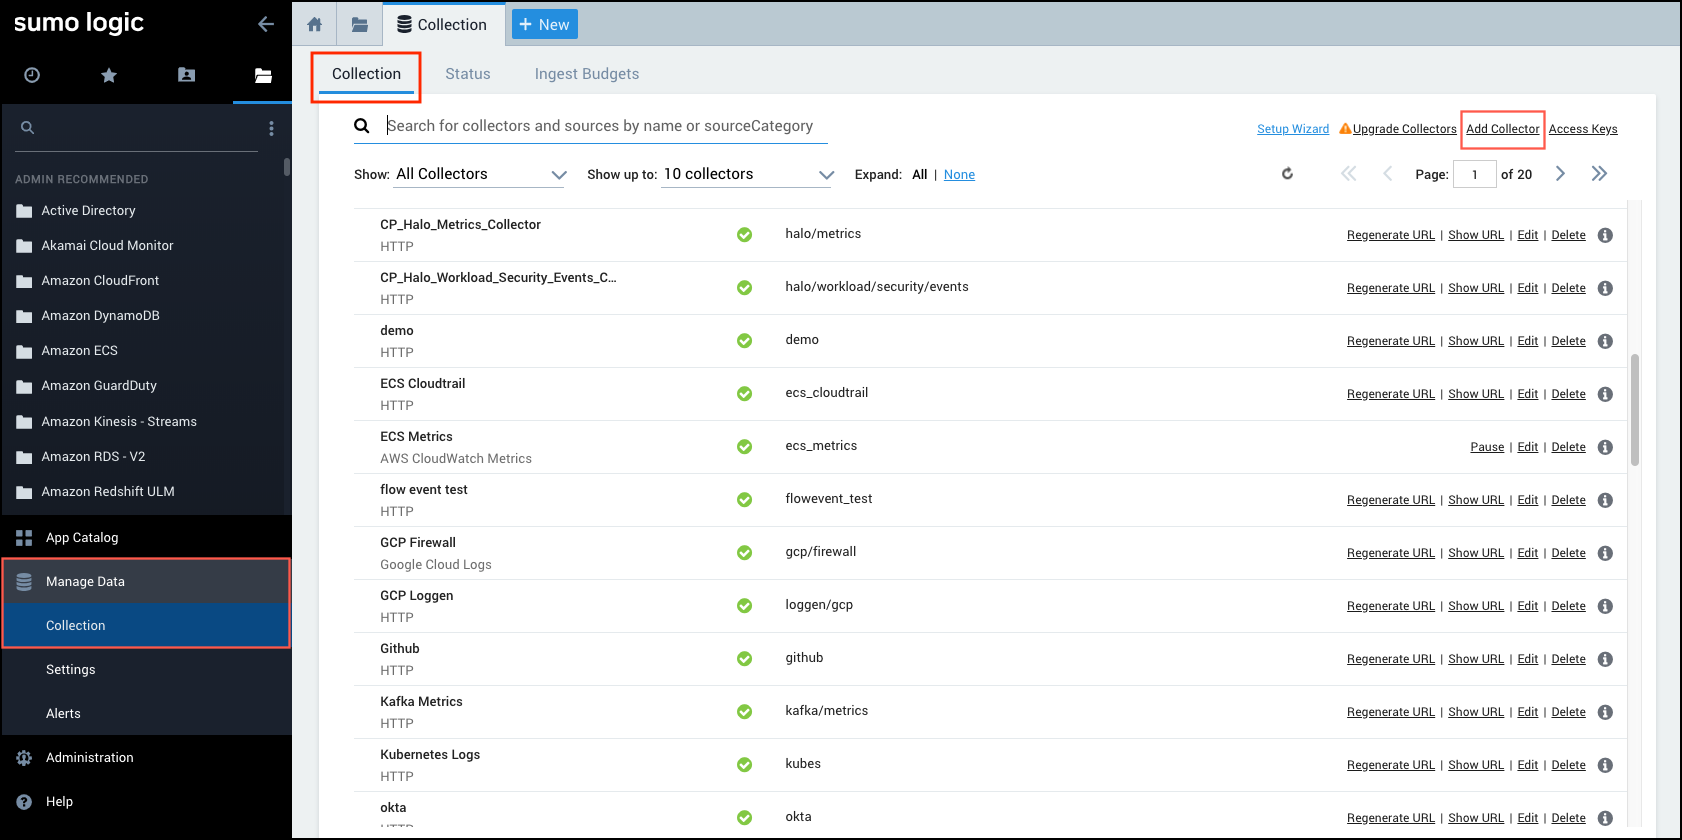 sumo logic
ADMIN RECOMMENDED
Active Directory
Akamai Cloud Monitor
Amazon CloudFront
Amazon DynamoDB
Amazon ECS
Amazon GuardDuty
Amazon Kinesis - Streams
Amazon RDS - V2
Amazon Redshift ULM
App Catalog
Manage Data
Collection
Settings
Alerts
Administration
Help
Collection
+ New
Collection Status Ingest Budgets
Search for collectors and sources by name or sourceCategory
Setup Wizard Upgrade Collectors Add Collector Access Keys
Show: All Collectors Show up to: 10 collectors Expand: All | None Page: 1 of 20
CP_Halo_Metrics_Collector
HTTP
halo/metrics
Regenerate URL | Show URL | Edit | Delete
CP_Halo_Workload_Security_Events_C...
HTTP
halo/workload/security/events
Regenerate URL | Show URL | Edit | Delete
demo
HTTP
demo
Regenerate URL | Show URL | Edit | Delete
ECS Cloudtrail
HTTP
ecs_cloudtrail
Regenerate URL | Show URL | Edit | Delete
ECS Metrics
AWS CloudWatch Metrics
ecs_metrics
Pause | Edit | Delete
flow event test
HTTP
flowevent_test
Regenerate URL | Show URL | Edit | Delete
GCP Firewall
Google Cloud Logs
gcp/firewall
Regenerate URL | Show URL | Edit | Delete
GCP Loggen
HTTP
loggen/gcp
Regenerate URL | Show URL | Edit | Delete
Github
HTTP
github
Regenerate URL | Show URL | Edit | Delete
Kafka Metrics
HTTP
kafka/metrics
Regenerate URL | Show URL | Edit | Delete
Kubernetes Logs
HTTP
kubes
Regenerate URL | Show URL | Edit | Delete
okta
okta
Regenerate URL | Show URL | Edit | Delete